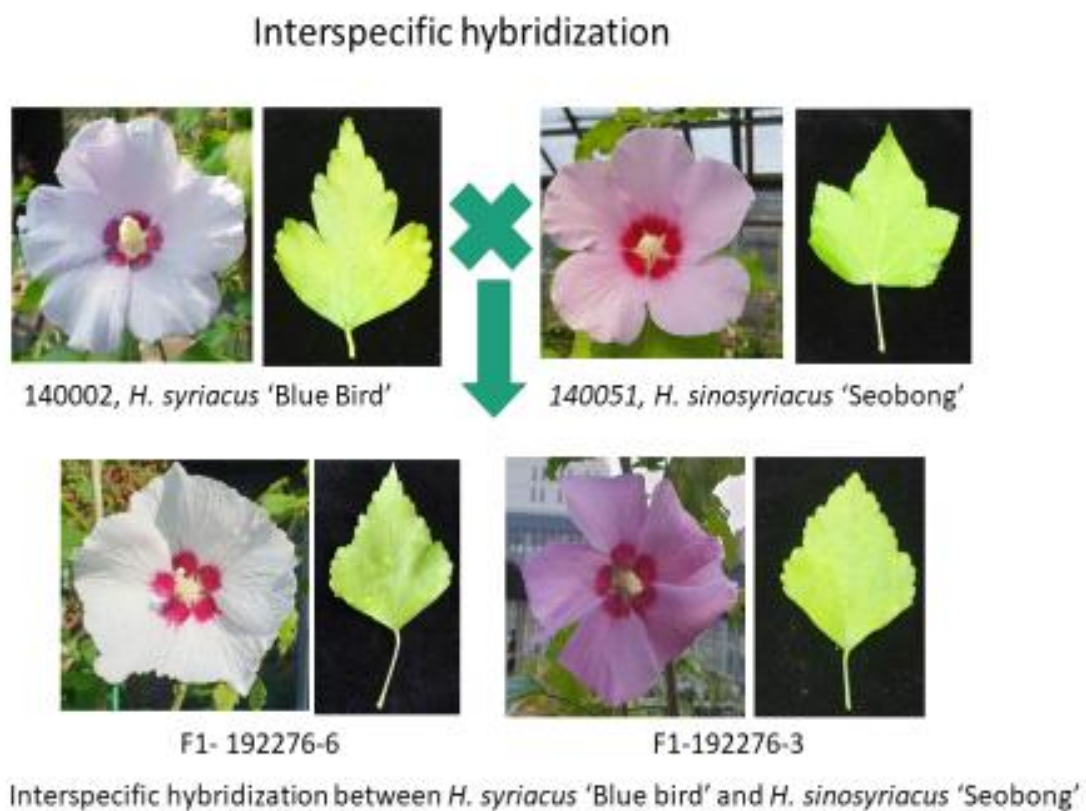 Interspecific hybridization
140002, H. syriacus ‘Blue Bird’
140051, H. sinosyriacus ‘Seobong’
F1- 192276-6
F1-192276-3
Interspecific hybridization between H. syriacus ‘Blue bird’ and H. sinosyriacus ‘Seobong’